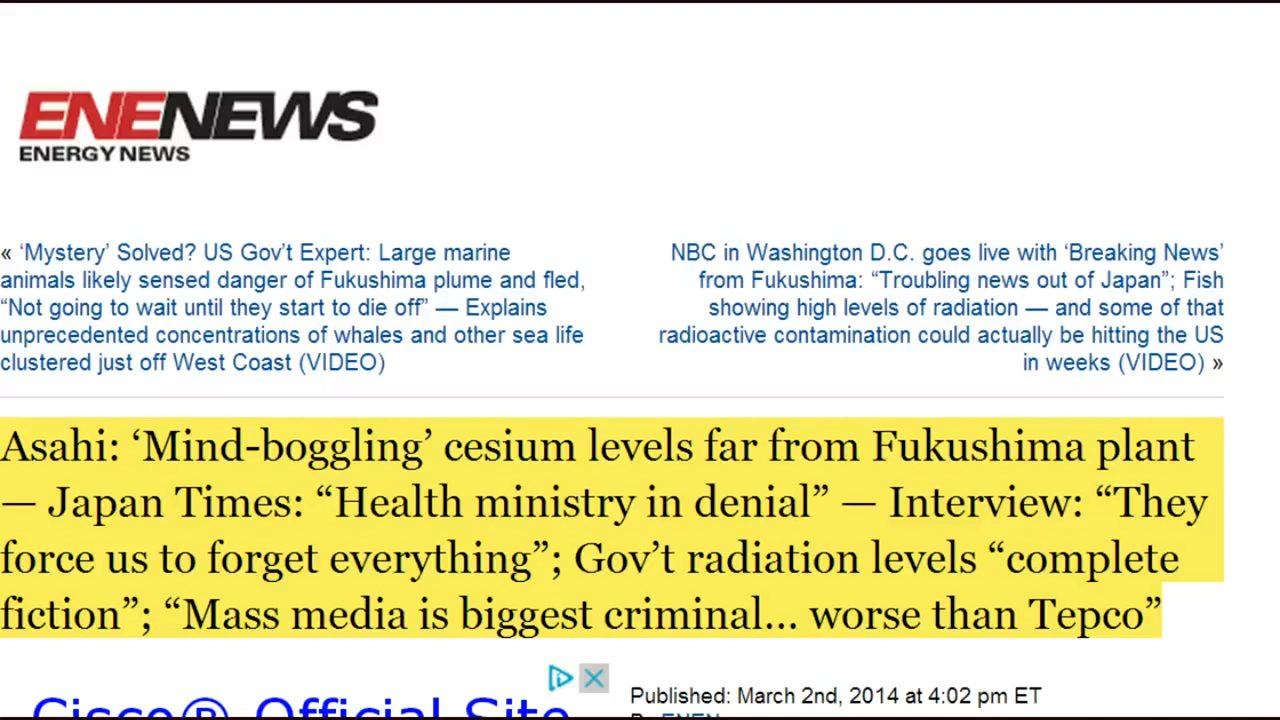 ENENEWS
ENERGY NEWS
« ‘Mystery’ Solved? US Gov’t Expert: Large marine
animals likely sensed danger of Fukushima plume and fled,
“Not going to wait until they start to die off” — Explains
unprecedented concentrations of whales and other sea life
clustered just off West Coast (VIDEO)
NBC in Washington D.C. goes live with ‘Breaking News’
from Fukushima: “Troubling news out of Japan”; Fish
showing high levels of radiation — and some of that
radioactive contamination could actually be hitting the US
in weeks (VIDEO) »
Asahi: ‘Mind-boggling’ cesium levels far from Fukushima plant
— Japan Times: “Health ministry in denial” — Interview: “They
force us to forget everything”; Gov’t radiation levels “complete
fiction”; “Mass media is biggest criminal... worse than Tepco”
Cisco® Official Site
Published: March 2nd, 2014 at 4:02 pm ET